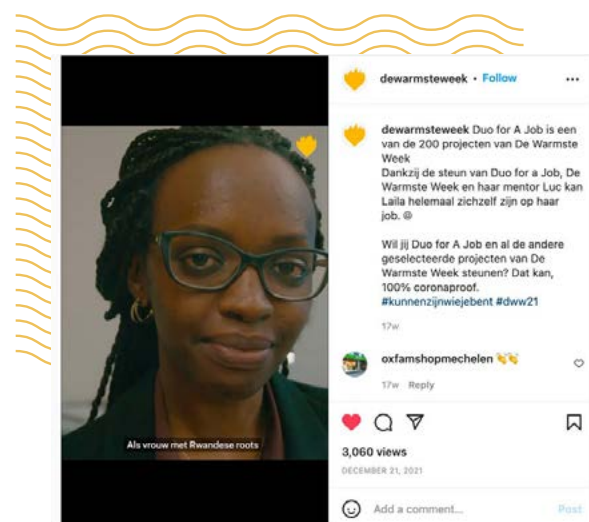 dewarmsteweek • Follow
dewarmsteweek Duo for A Job is een
van de 200 projecten van De Warmste
Week
Dankzij de steun van Duo for a Job, De
Warmste Week en haar mentor Luc kan
Laila helemaal zichzelf zijn op haar
job. 😀
Wil jij Duo for A Job en al de andere
geselecteerde projecten van De
Warmste Week steunen? Dat kan,
100% coronaproof.
#kunnenzijnwiejebent #dww21
17w
oxfamshopmechelen 👏👏
17w Reply
Als vrouw met Rwandese roots
3,060 views
DECEMBER 21, 2021
Add a comment...
Post